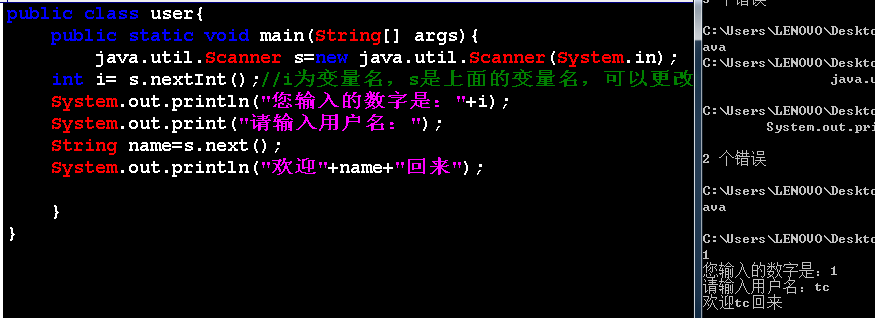 public class user{
public static void main(String[] args){
java.util.Scanner s=new java.util.Scanner(System.in);
int i= s.nextInt();//i为变量名，s是上面的变量名，可以更改
System.out.println("您输入的数字是："+i);
System.out.print("请输入用户名：");
String name=s.next();
System.out.println("欢迎"+name+"回来");
}
}
个错误
C:\Users\LENOVO\Deskto
ava
C:\Users\LENOVO\Deskto
java.u
C:\Users\LENOVO\Deskto
System.out.pri
2 个错误
C:\Users\LENOVO\Deskto
ava
C:\Users\LENOVO\Deskto
1
您输入的数字是：1
请输入用户名：tc
欢迎tc回来